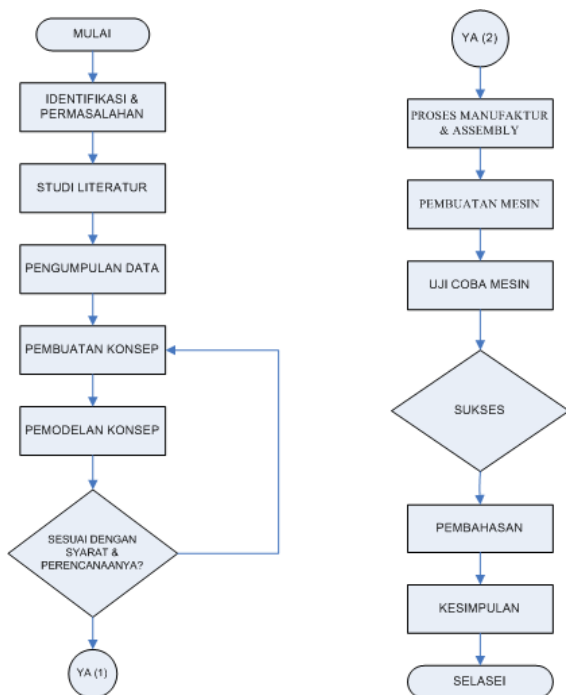 MULAI
IDENTIFIKASI &
PERMASALAHAN
STUDI LITERATUR
PENGUMPULAN DATA
PEMBUATAN KONSEP
PEMODELAN KONSEP
SESUAI DENGAN
SYARAT &
PERENCANAANYA?
YA (1)
YA (2)
PROSES MANUFAKTUR
& ASSEMBLY
PEMBUATAN MESIN
UJI COBA MESIN
SUKSES
PEMBAHASAN
KESIMPULAN
SELASEI